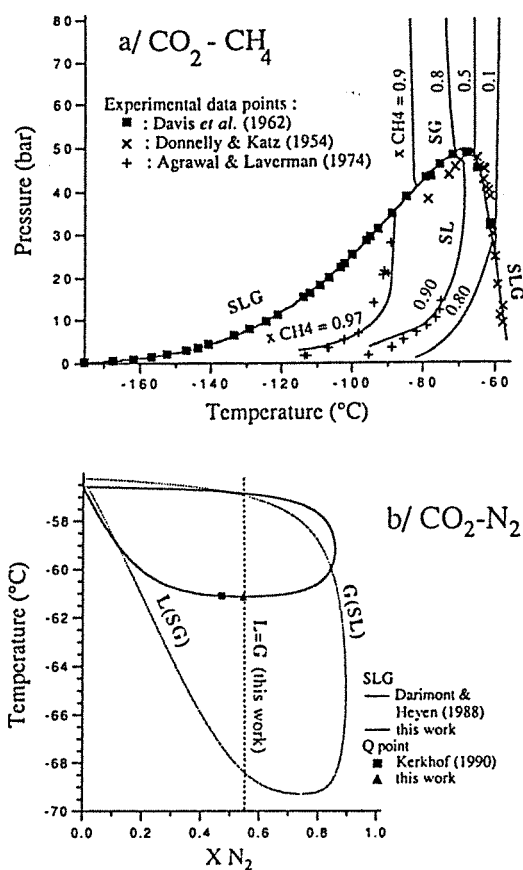 a/ CO2 - CH4
80
70
60
50
40
30
20
10
0
Pressure (bar)
Experimental data points :
■ : Davis et al. (1962)
× : Donnelly & Katz (1954)
+ : Agrawal & Laverman (1974)
x CH4 = 0.9
0.8
0.5
0.1
SG
SL
SLG
SLG
x CH4 = 0.97
0.90
0.80
-160 -140 -120 -100 -80 -60
Temperature (°C)
b/ CO2-N2
-58
-60
-62
-64
-66
-68
-70
Temperature (°C)
L(SG)
L=G (this work)
G(SL)
SLG
Darimont &
Heyen (1988)
this work
Q point
■ Kerkhof (1990)
▲ this work
0.0 0.2 0.4 0.6 0.8 1.0
X N2